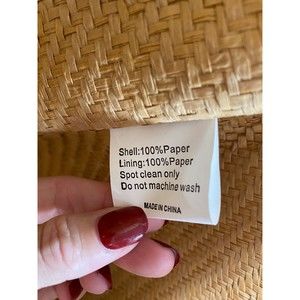 Shell:100%Paper
Lining:100%Paper
Spot clean only
Do not machine wash
MADE IN CHINA